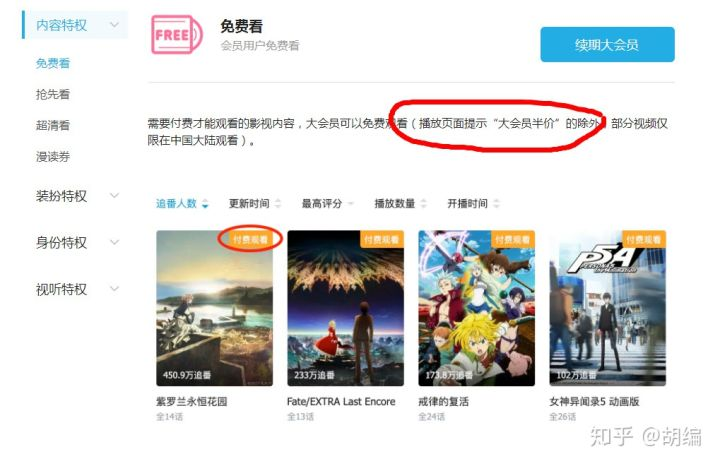 内容特权
免费看
抢先看
超清看
漫读券
装扮特权
身份特权
视听特权
FREE
免费看
会员用户免费看
续期大会员
需要付费才能观看的影视内容，大会员可以免费观看（播放页面提示“大会员半价”的除外，部分视频仅
限在中国大陆观看）。
追番人数 更新时间 最高评分 播放数量 开播时间
付费观看
450.9万追番
紫罗兰永恒花园
全14话
付费观看
233万追番
Fate/EXTRA Last Encore
全13话
付费观看
173.8万追番
戒律的复活
全24话
付费观看
P5A
PERSONA5
the Animation
102万追番
女神异闻录5 动画版
全26话
知乎 @胡编